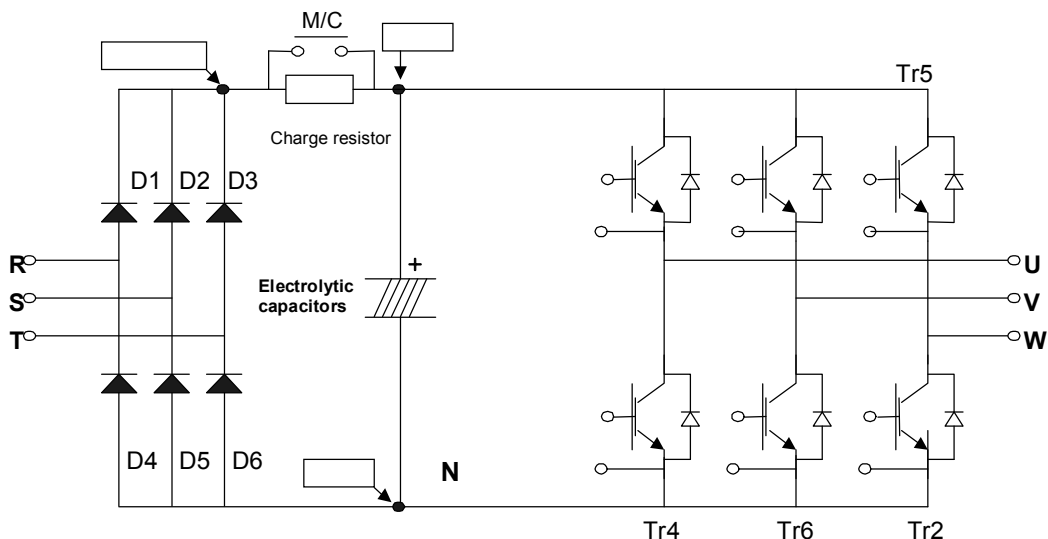 M/C
Tr5
Charge resistor
D1 D2 D3
R
U
Electrolytic
capacitors
+
S
V
T
W
D4 D5 D6
N
Tr4 Tr6 Tr2